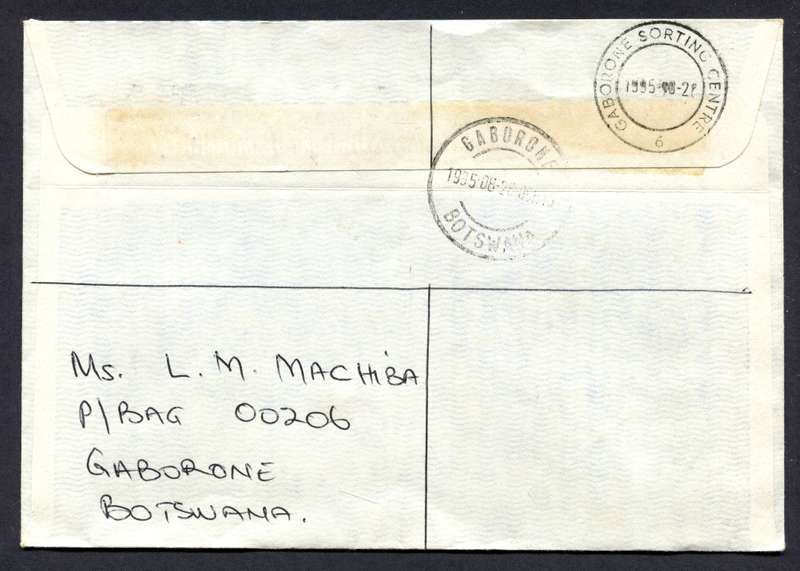 GABORONE SORTING CENTRE
6
GABORONE
BOTSWANA
Ms. L. M. MACHIBA
P/BAG 00206
GABORONE
BOTSWANA.